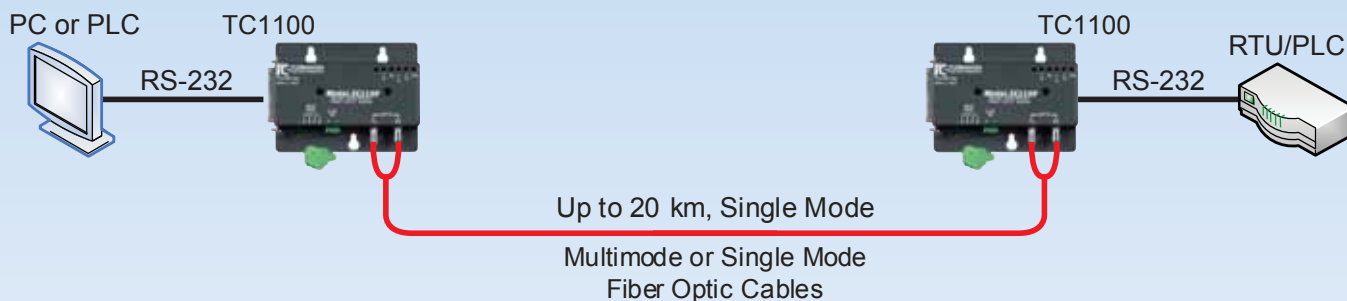 PC or PLC
TC1100
TC1100
RTU/PLC
RS-232
RS-232
Up to 20 km, Single Mode
Multimode or Single Mode
Fiber Optic Cables